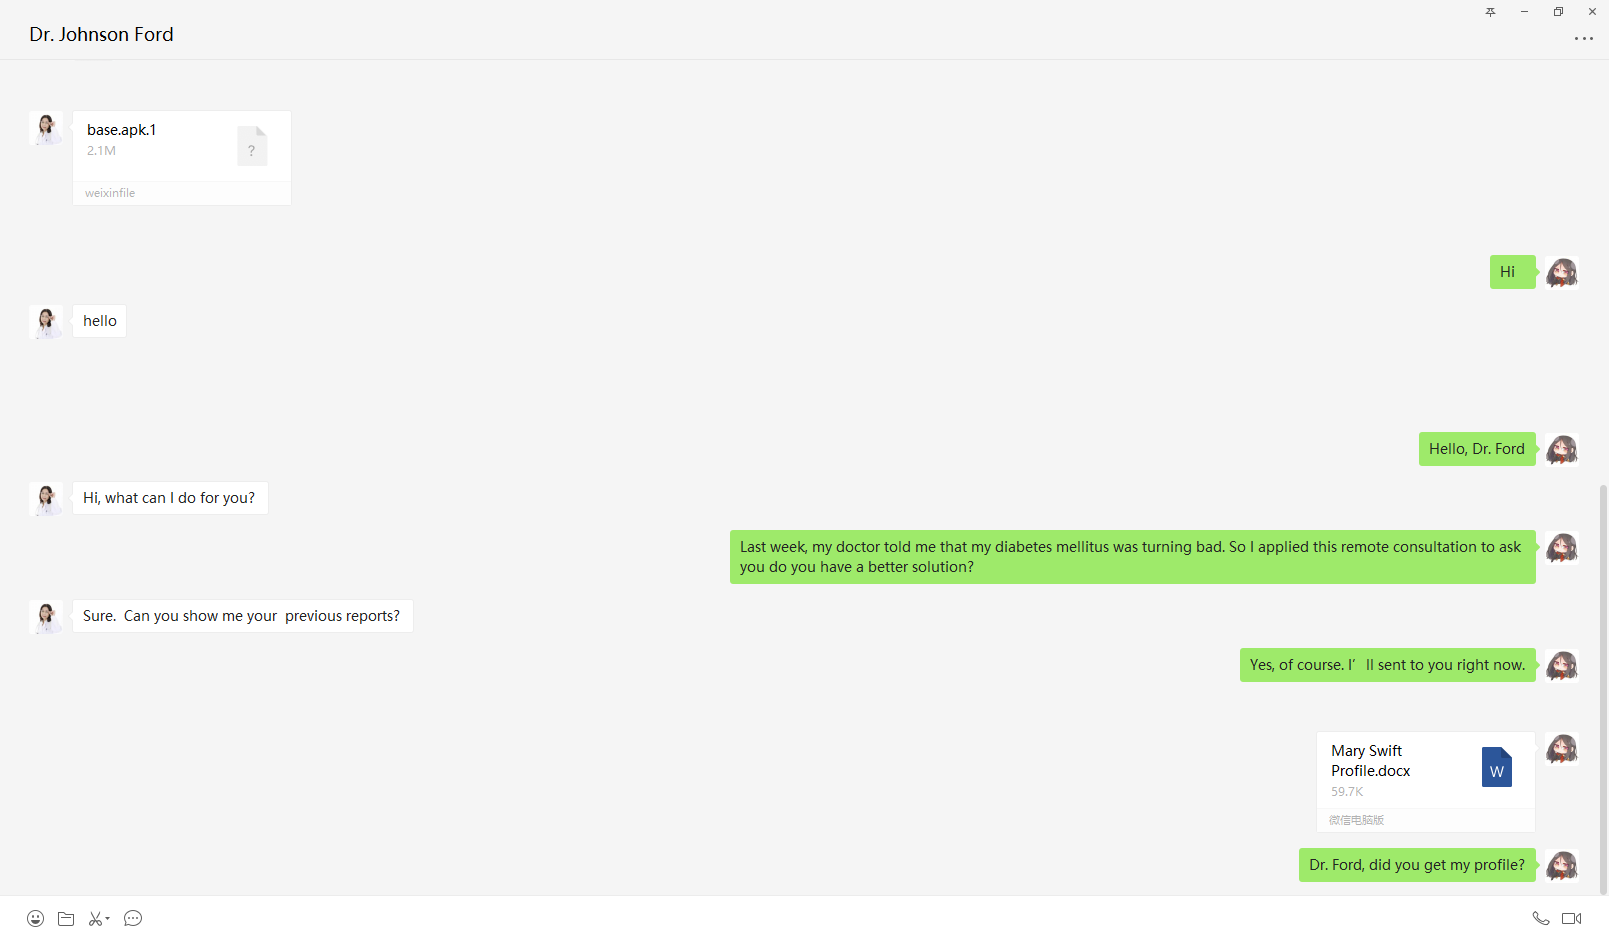 Dr. Johnson Ford
base.apk.1
2.1M
?
weixinfile
Hi
hello
Hello, Dr. Ford
Hi, what can I do for you?
Last week, my doctor told me that my diabetes mellitus was turning bad. So I applied this remote consultation to ask
you do you have a better solution?
Sure.  Can you show me your  previous reports?
Yes, of course. I’ ll sent to you right now.
Mary Swift
Profile.docx
W
59.7K
微信电脑版
Dr. Ford, did you get my profile?